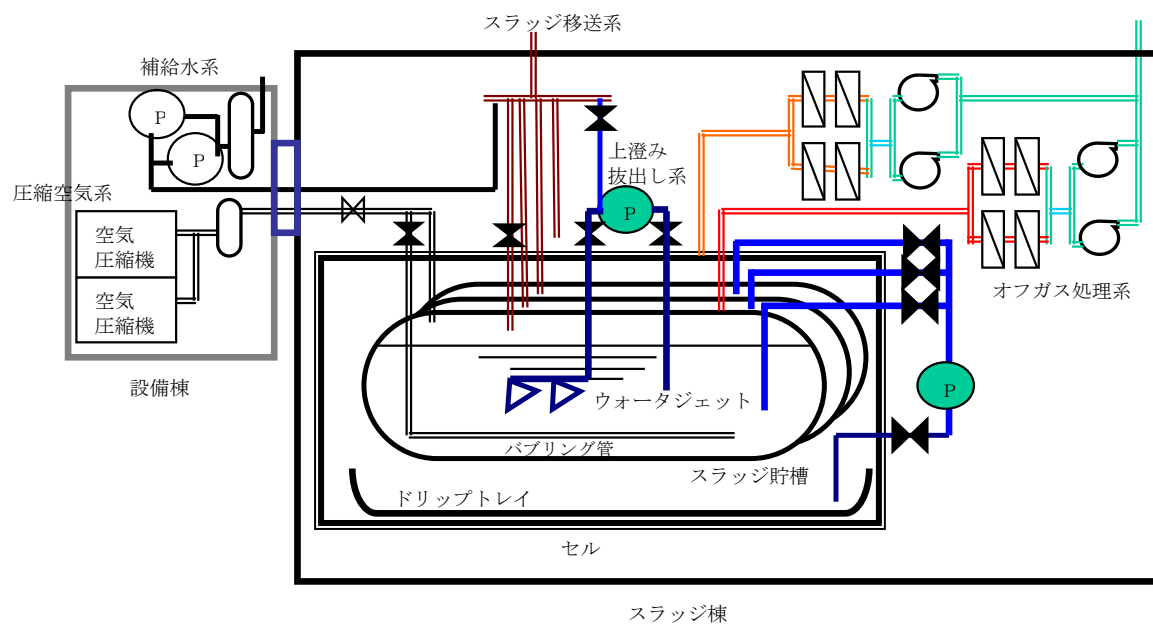 スラッジ移送系
補給水系
P
P
圧縮空気系
空気
圧縮機
空気
圧縮機
設備棟
上澄み
抜出し系
P
オフガス処理系
P
ウォータジェット
バブリング管
スラッジ貯槽
ドリップトレイ
セル
スラッジ棟